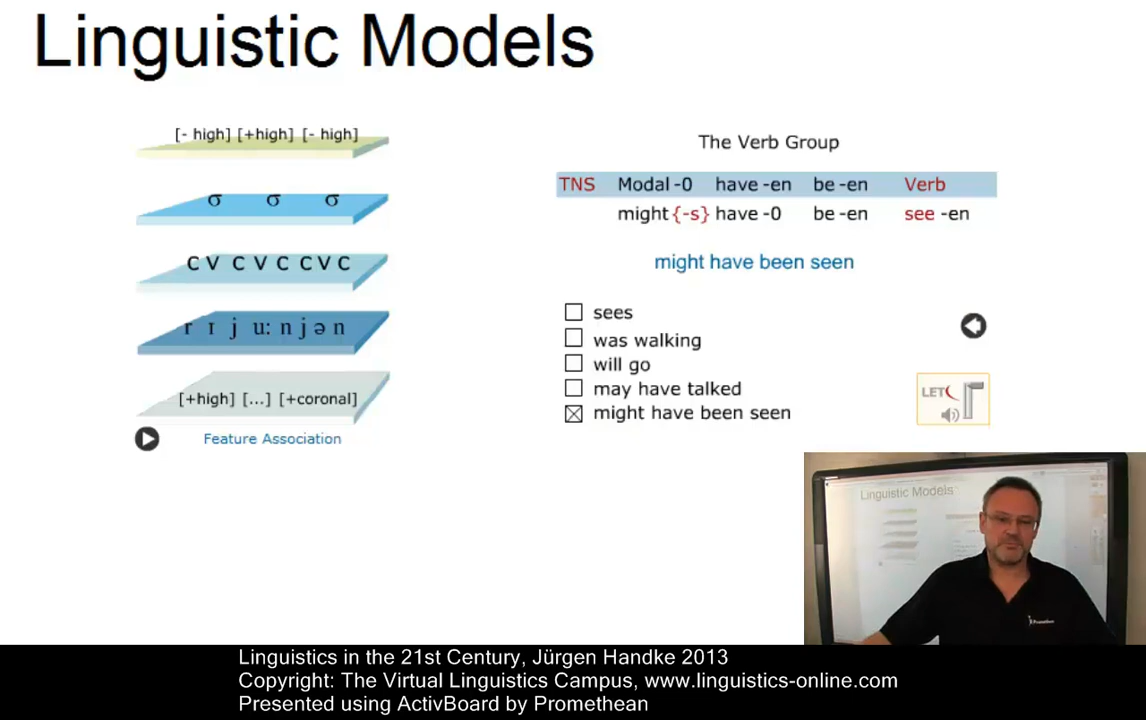 Linguistic Models
[- high] [+high] [- high]
σ σ σ
C V C V C C V C
r ɪ j u: n j ə n
[+high] [...] [+coronal]
Feature Association
The Verb Group
TNS Modal -0 have -en be -en Verb
might {-s} have -0 be -en see -en
might have been seen
sees
was walking
will go
may have talked
might have been seen
LET
Linguistic Models
Promethean
Linguistics in the 21st Century, Jürgen Handke 2013
Copyright: The Virtual Linguistics Campus, www.linguistics-online.com
Presented using ActivBoard by Promethean